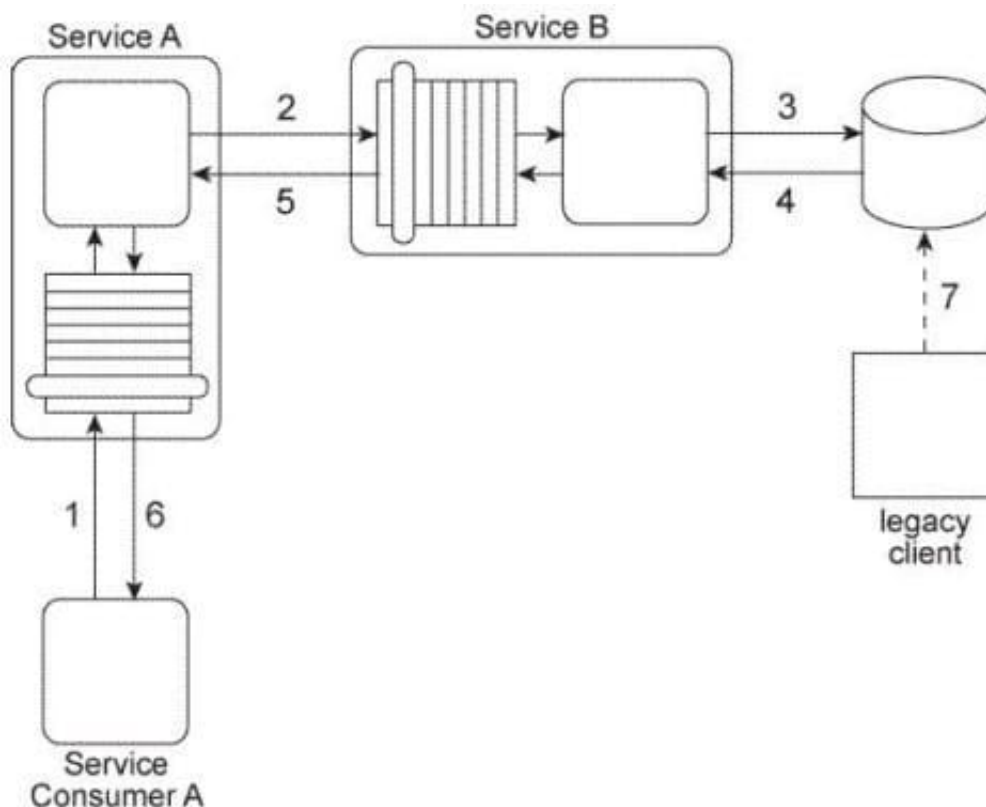 Service A
Service B
2
3
5
4
7
1
6
legacy
client
Service
Consumer A